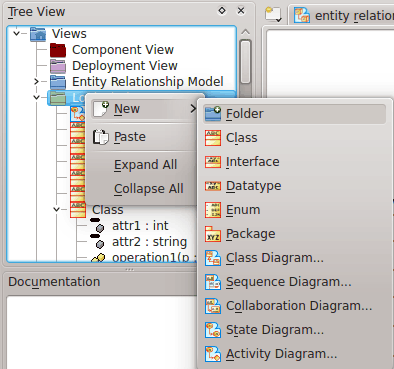 Tree View
entity relation
Views
Component View
Deployment View
Entity Relationship Model
New
Paste
Expand All
Collapse All
Folder
Class
Interface
Datatype
Enum
Package
Class Diagram...
Sequence Diagram...
Collaboration Diagram...
State Diagram...
Activity Diagram...
Class
attr1 : int
attr2 : string
operation1(p :
Documentation